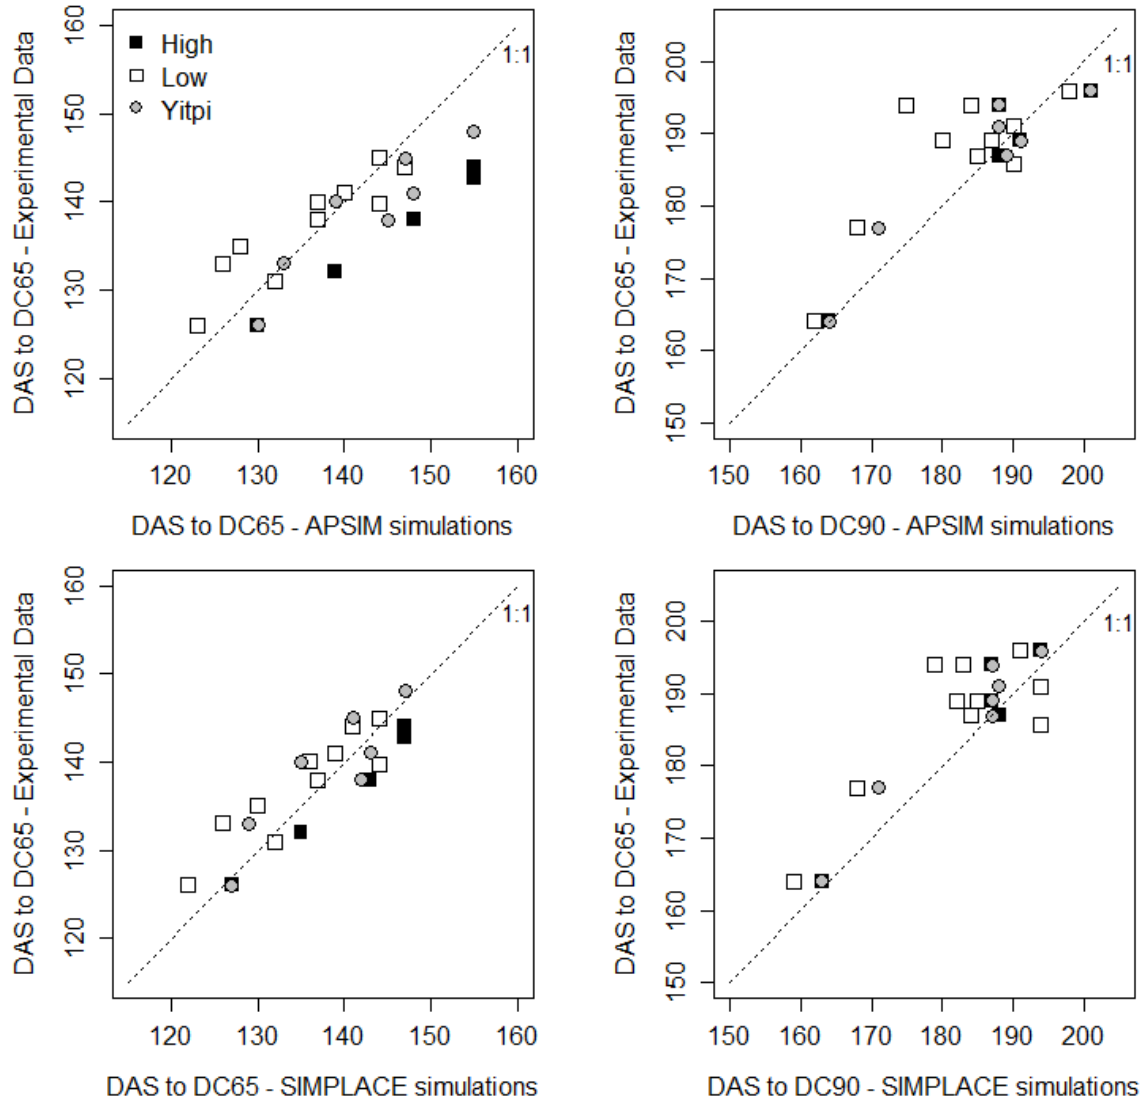 DAS to DC65 - Experimental Data
160
150
140
130
120
High
Low
Yitpi
1:1
120 130 140 150 160
DAS to DC65 - APSIM simulations
DAS to DC65 - Experimental Data
200
190
180
170
160
150
1:1
150 160 170 180 190 200
DAS to DC90 - APSIM simulations
DAS to DC65 - Experimental Data
160
150
140
130
120
1:1
120 130 140 150 160
DAS to DC65 - SIMPLACE simulations
DAS to DC65 - Experimental Data
200
190
180
170
160
150
1:1
150 160 170 180 190 200
DAS to DC90 - SIMPLACE simulations